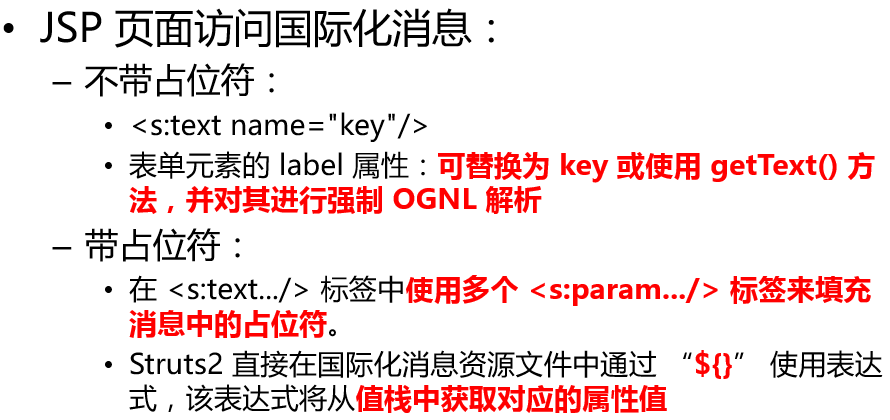 • JSP 页面访问国际化消息：
– 不带占位符：
• <s:text name="key"/>
• 表单元素的 label 属性：可替换为 key 或使用 getText() 方
法，并对其进行强制 OGNL 解析
– 带占位符：
• 在 <s:text.../> 标签中使用多个 <s:param.../> 标签来填充
消息中的占位符。
• Struts2 直接在国际化消息资源文件中通过 “${}” 使用表达
式，该表达式将从值栈中获取对应的属性值